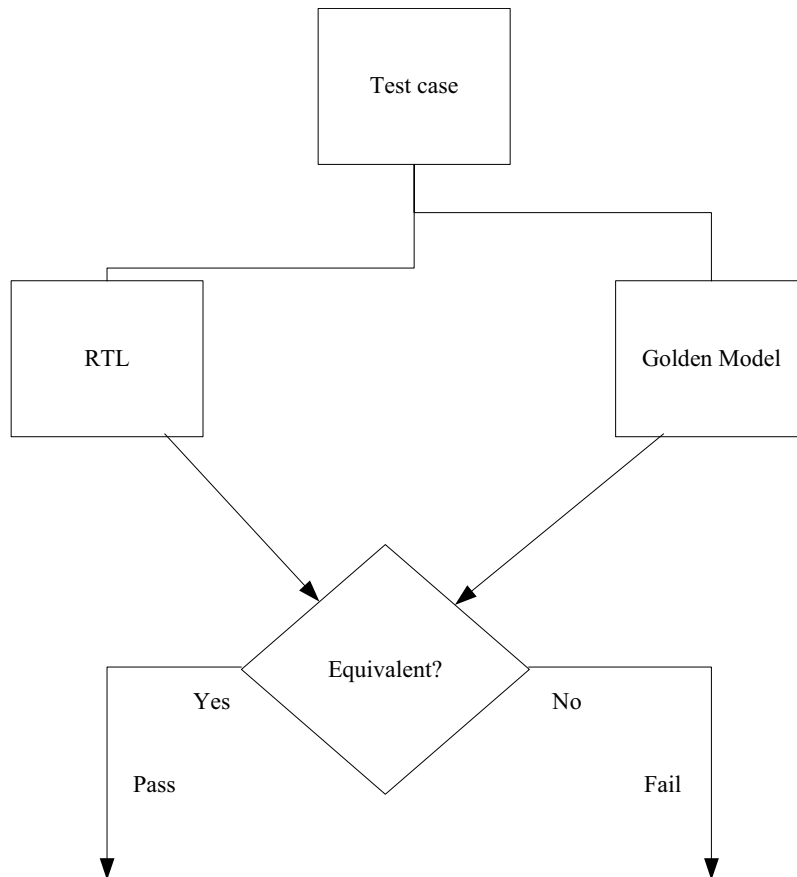 Test case
RTL
Golden Model
Equivalent?
Yes
No
Pass
Fail